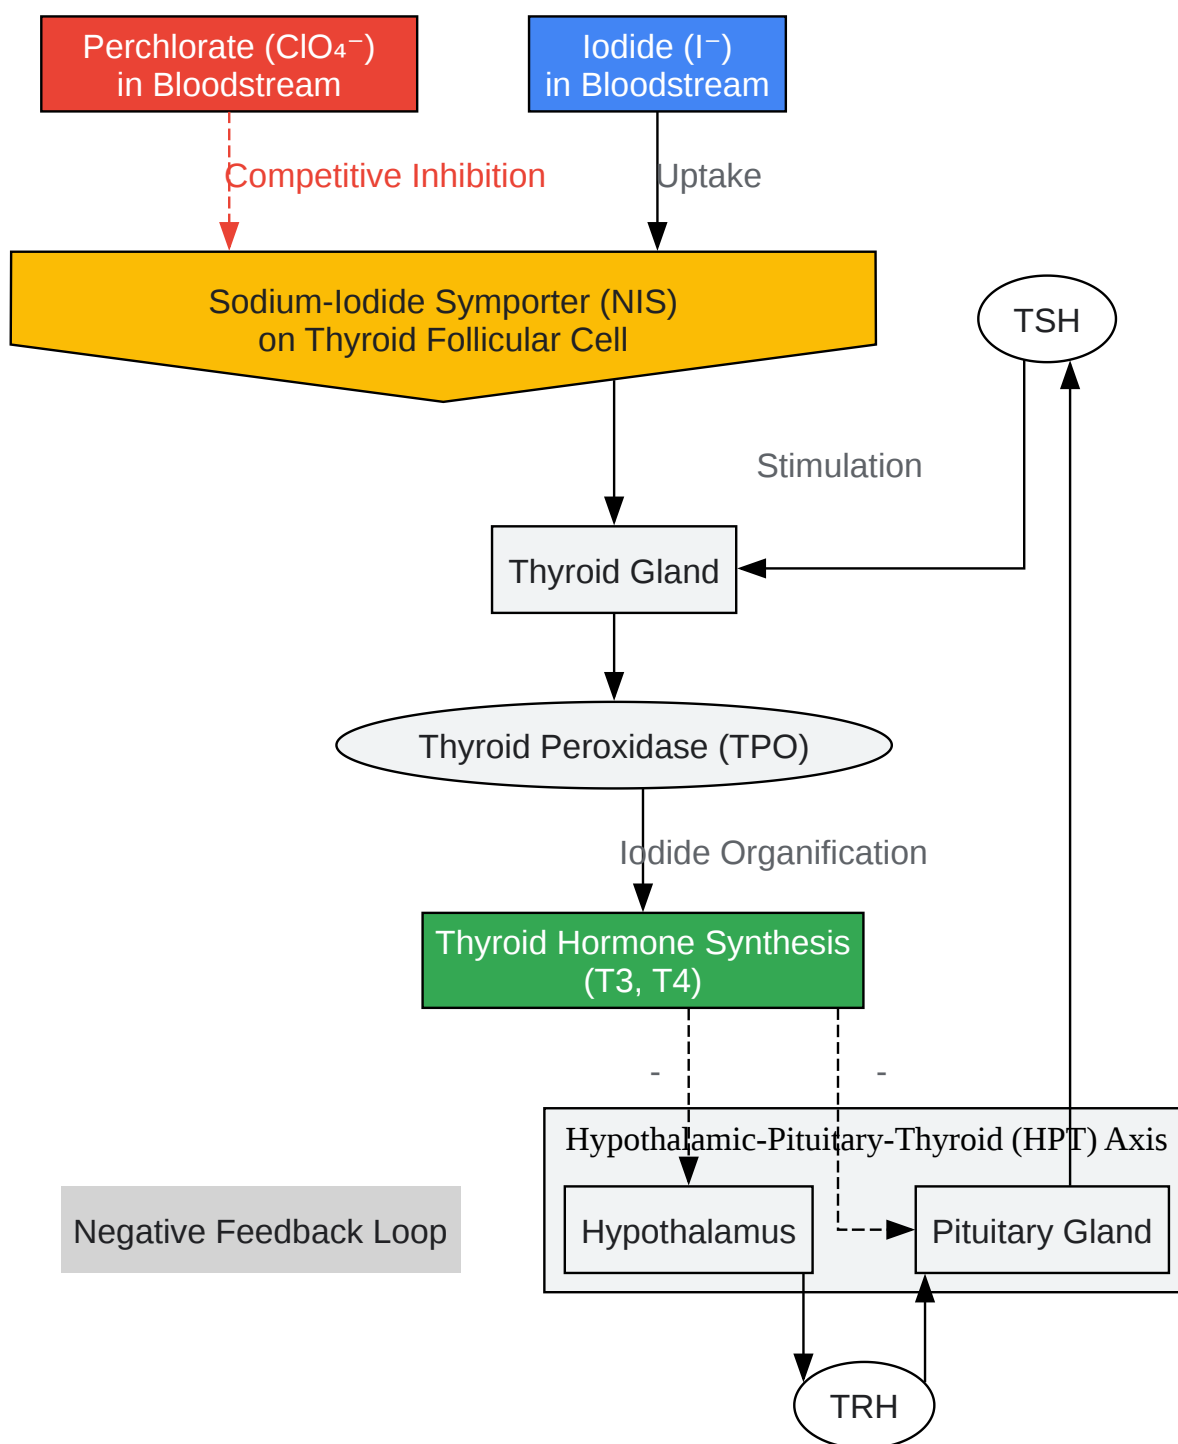 Perchlorate (ClO₄⁻)
in Bloodstream
Iodide (I⁻)
in Bloodstream
Competitive Inhibition
Uptake
Sodium-Iodide Symporter (NIS)
on Thyroid Follicular Cell
TSH
Stimulation
Thyroid Gland
Thyroid Peroxidase (TPO)
Iodide Organification
Thyroid Hormone Synthesis
(T3, T4)
-
-
Hypothalamic-Pituitary-Thyroid (HPT) Axis
Negative Feedback Loop
Hypothalamus
Pituitary Gland
TRH